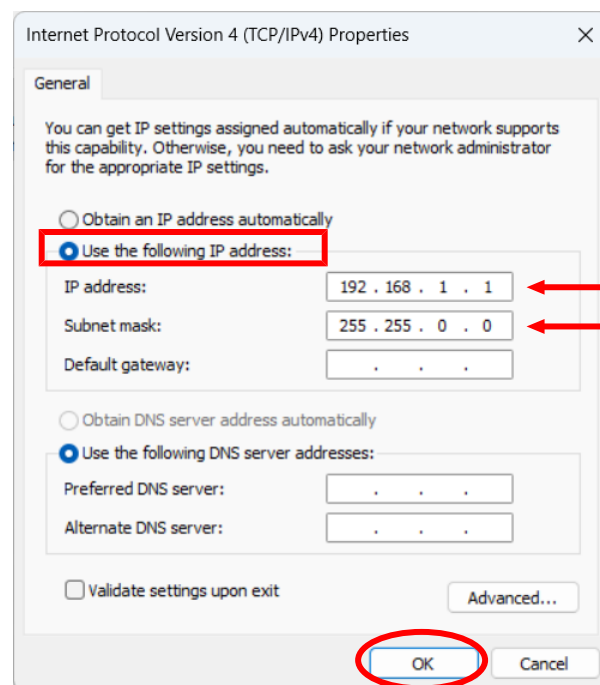 Internet Protocol Version 4 (TCP/IPv4) Properties
General
You can get IP settings assigned automatically if your network supports
this capability. Otherwise, you need to ask your network administrator
for the appropriate IP settings.
Obtain an IP address automatically
Use the following IP address:
IP address: 192 . 168 . 1 . 1
Subnet mask: 255 . 255 . 0 . 0
Default gateway: . . .
Obtain DNS server address automatically
Use the following DNS server addresses:
Preferred DNS server: . . .
Alternate DNS server: . . .
Validate settings upon exit
Advanced...
OK Cancel